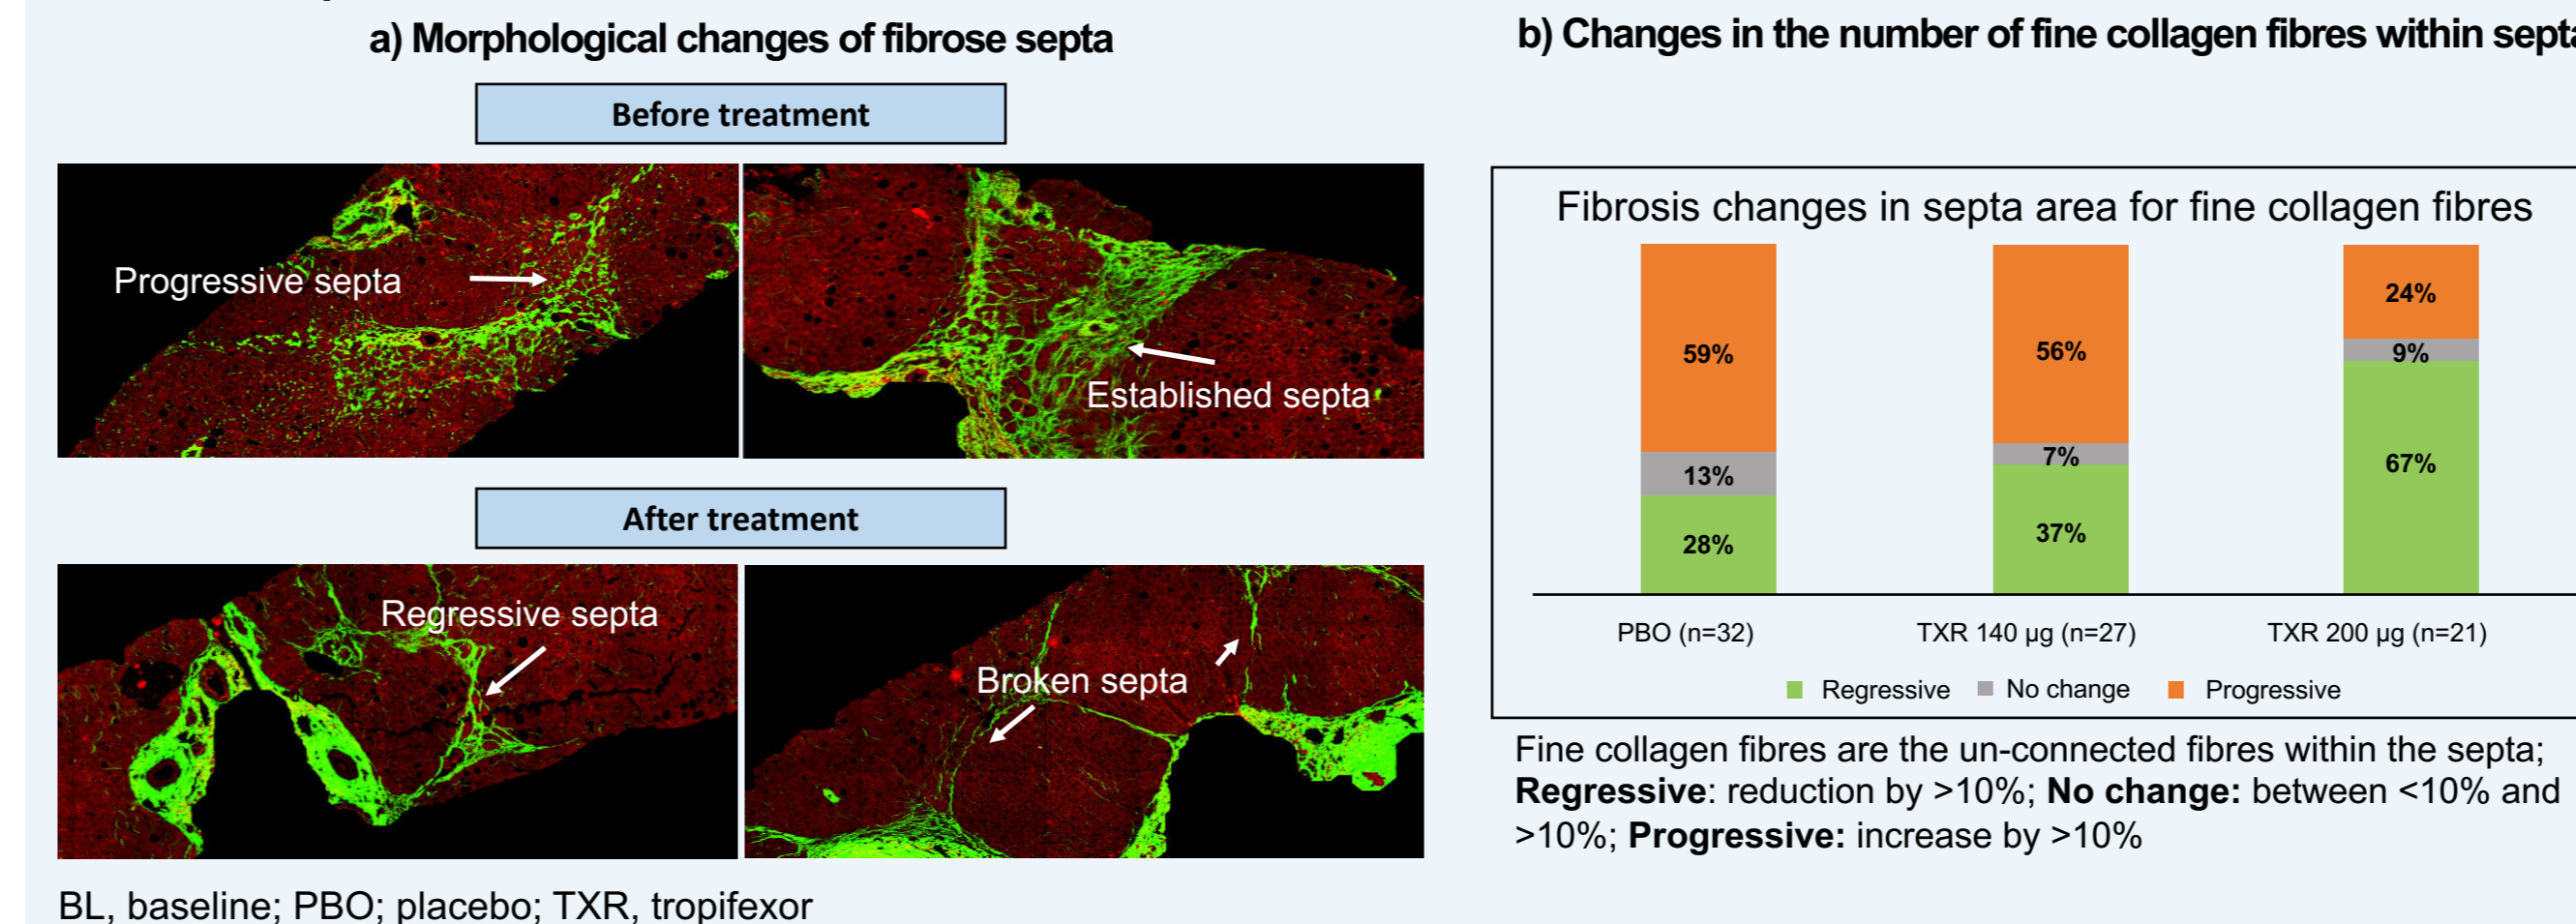 a) Morphological changes of fibrose septa
Before treatment
Progressive septa
Established septa
After treatment
Regressive septa
Broken septa
BL, baseline; PBO; placebo; TXR, tropifexor
b) Changes in the number of fine collagen fibres within septa
Fibrosis changes in septa area for fine collagen fibres
59%
13%
28%
56%
7%
37%
24%
9%
67%
PBO (n=32)
TXR 140 µg (n=27)
TXR 200 µg (n=21)
Regressive
No change
Progressive
Fine collagen fibres are the un-connected fibres within the septa;
Regressive: reduction by >10%; No change: between <10% and
>10%; Progressive: increase by >10%